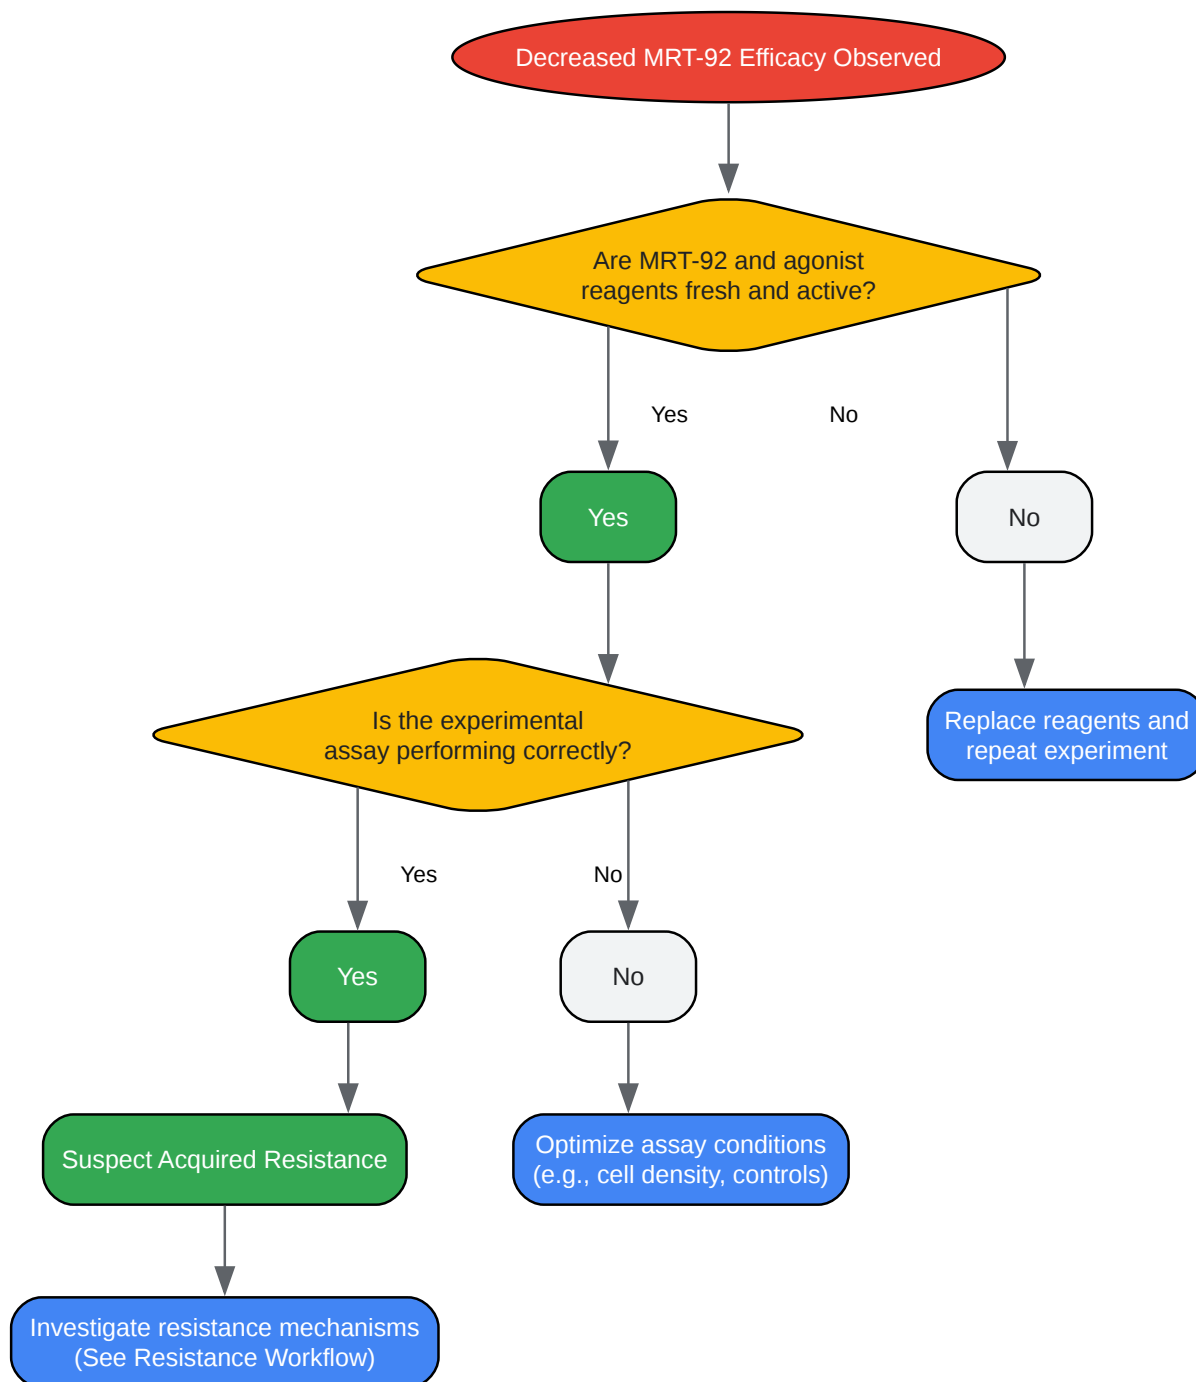 Decreased MRT-92 Efficacy Observed
Are MRT-92 and agonist
reagents fresh and active?
Yes
No
Yes
No
Is the experimental
assay performing correctly?
Replace reagents and
repeat experiment
Yes
No
Yes
No
Suspect Acquired Resistance
Optimize assay conditions
(e.g., cell density, controls)
Investigate resistance mechanisms
(See Resistance Workflow)